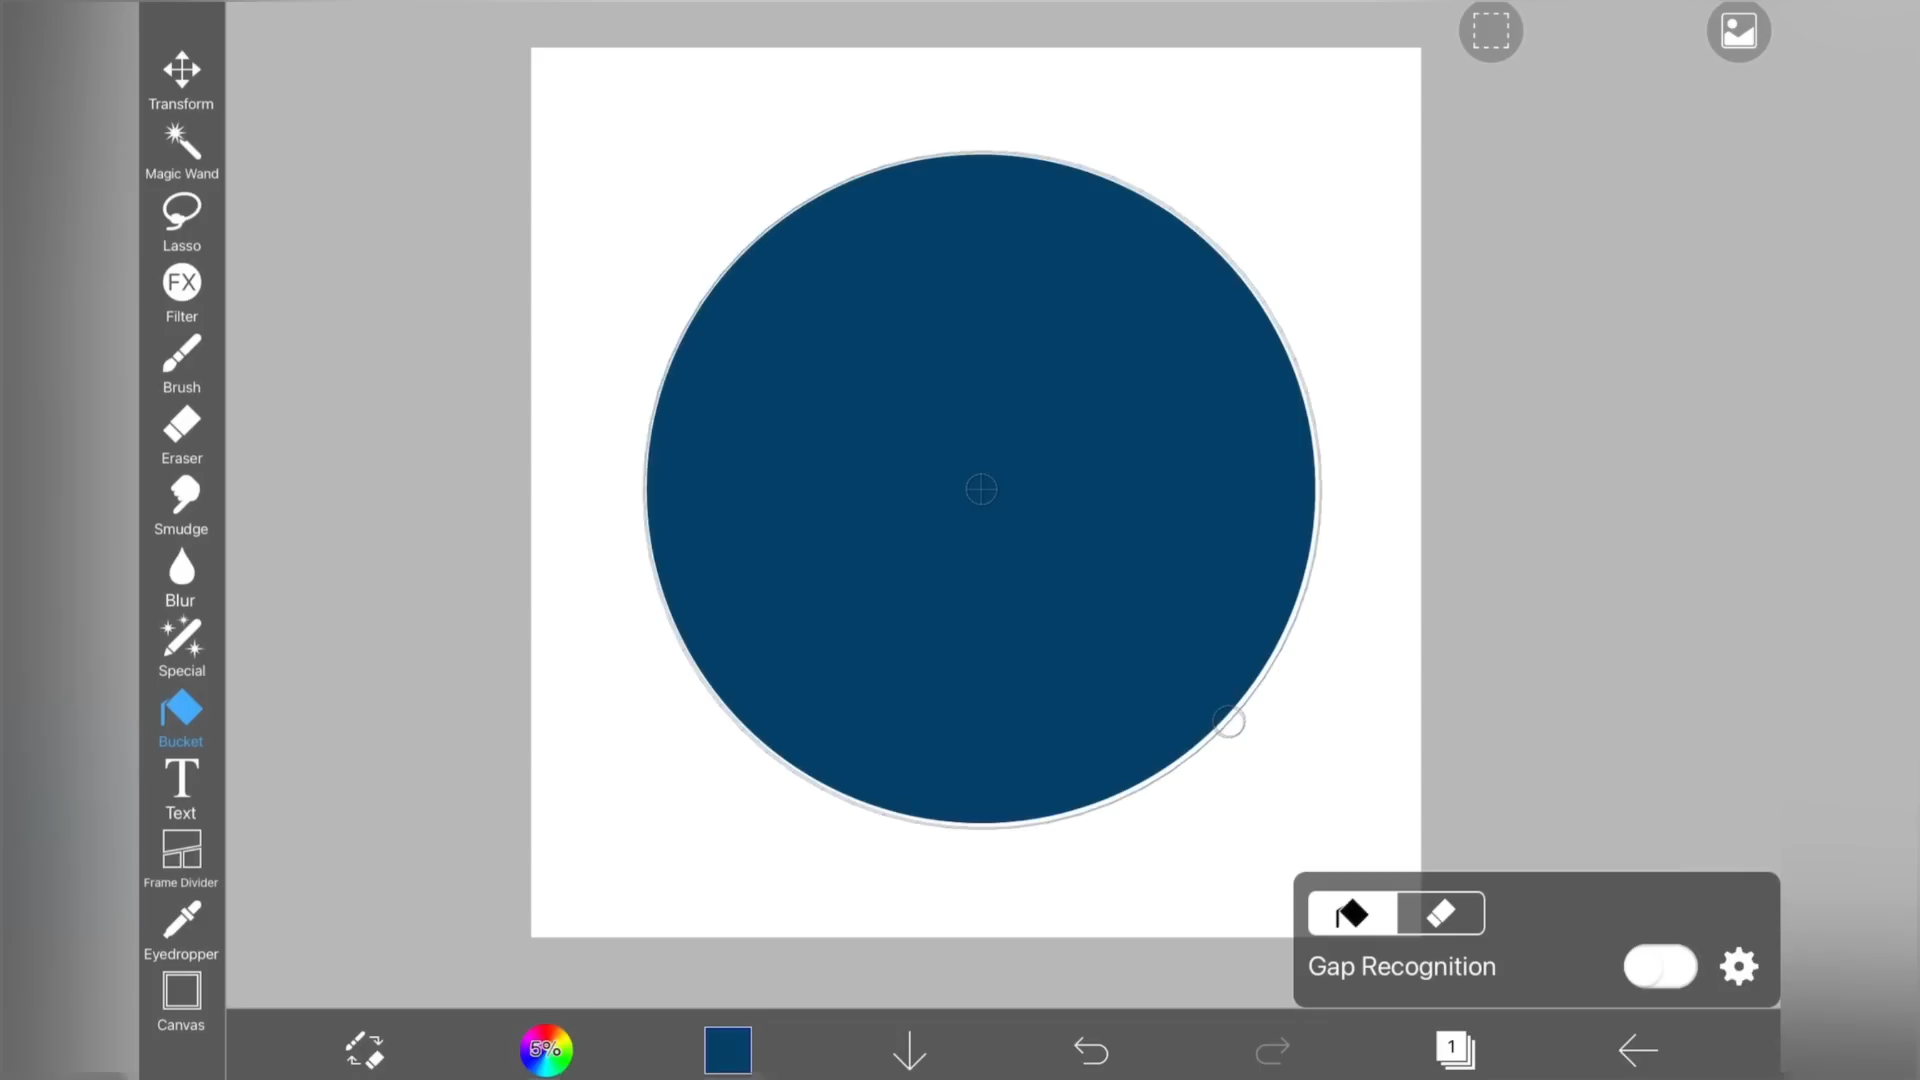 Transform
Magic Wand
Lasso
FX
Filter
Brush
Eraser
Smudge
Blur
Special
Bucket
T
Text
Frame Divider
Eyedropper
Canvas
Gap Recognition
5%
1